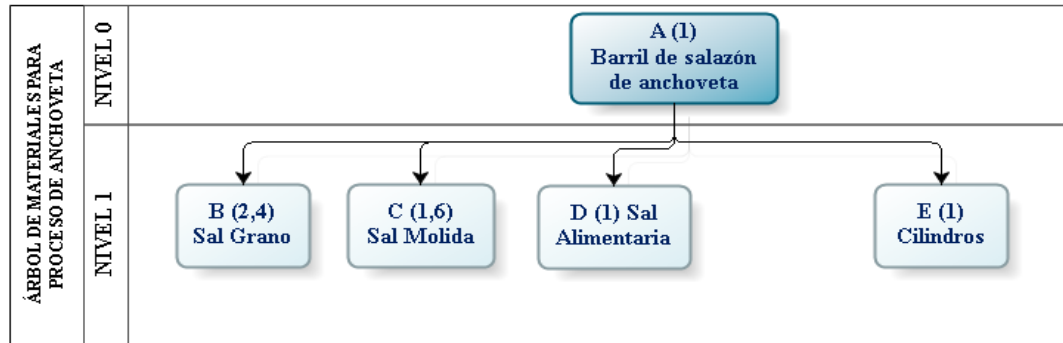 ÁRBOL DE MATERIALES PARA
PROCESO DE ANCHOVETA
NIVEL 0
A (1)
Barril de salazón
de anchoveta
NIVEL 1
B (2,4)
Sal Grano
C (1,6)
Sal Molida
D (1) Sal
Alimentaria
E (1)
Cilindros